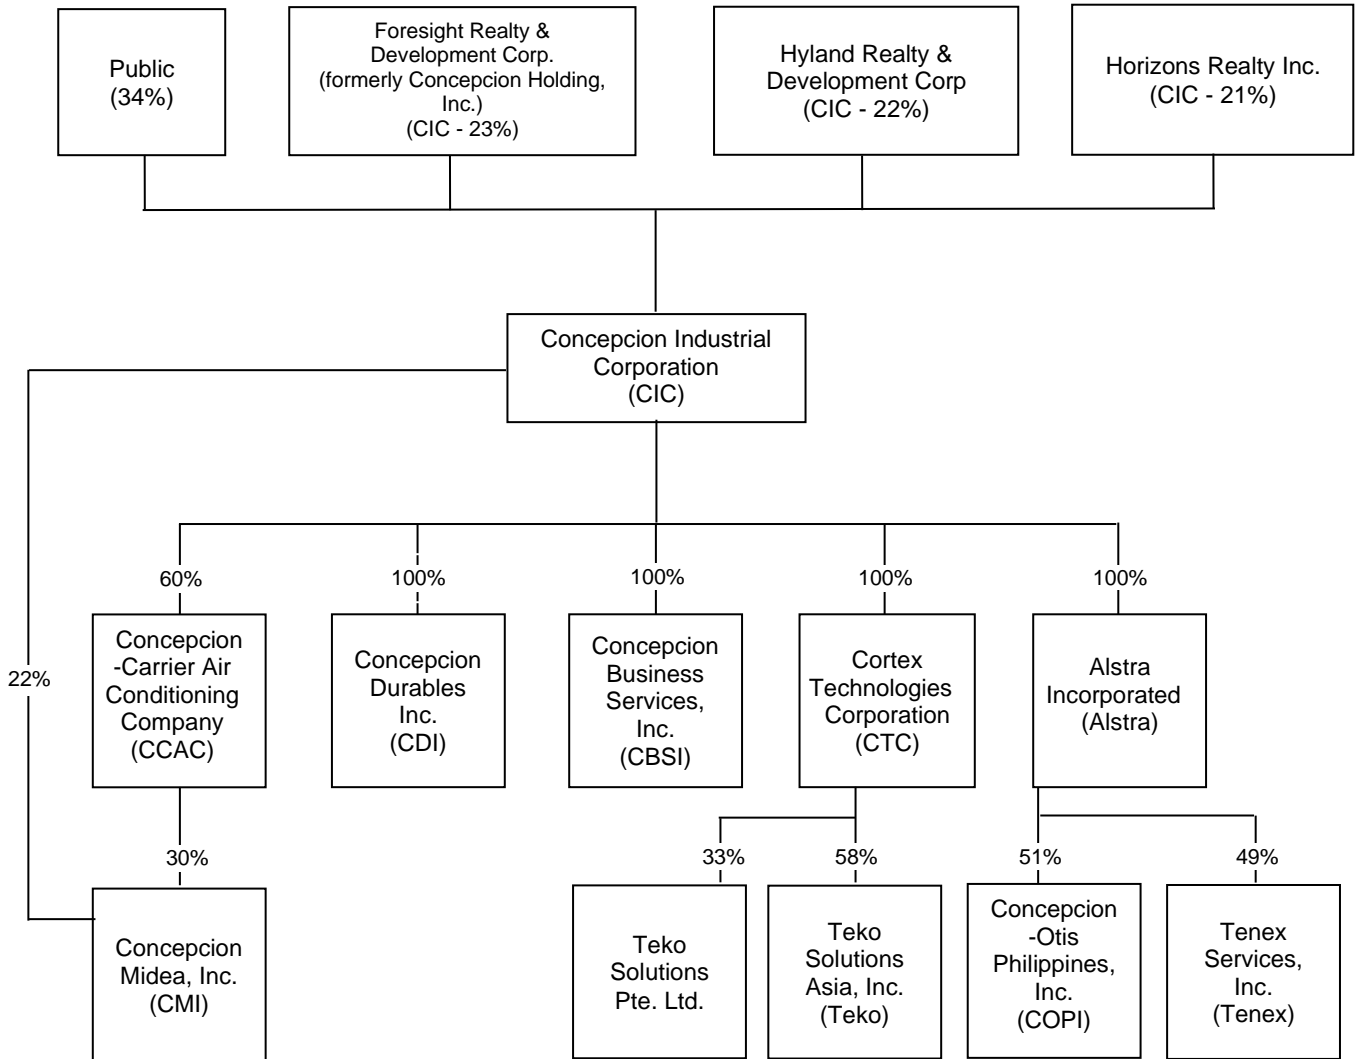 Public
(34%)
Foresight Realty &
Development Corp.
(formerly Concepcion Holding,
Inc.)
(CIC - 23%)
Hyland Realty &
Development Corp
(CIC - 22%)
Horizons Realty Inc.
(CIC - 21%)
Concepcion Industrial
Corporation
(CIC)
60%
100%
100%
100%
100%
22%
Concepcion
-Carrier Air
Conditioning
Company
(CCAC)
Concepcion
Durables
Inc.
(CDI)
Concepcion
Business
Services,
Inc.
(CBSI)
Cortex
Technologies
Corporation
(CTC)
Alstra
Incorporated
(Alstra)
30%
33%
58%
51%
49%
Concepcion
Midea, Inc.
(CMI)
Teko
Solutions
Pte. Ltd.
Teko
Solutions
Asia, Inc.
(Teko)
Concepcion
-Otis
Philippines,
Inc.
(COPI)
Tenex
Services,
Inc.
(Tenex)